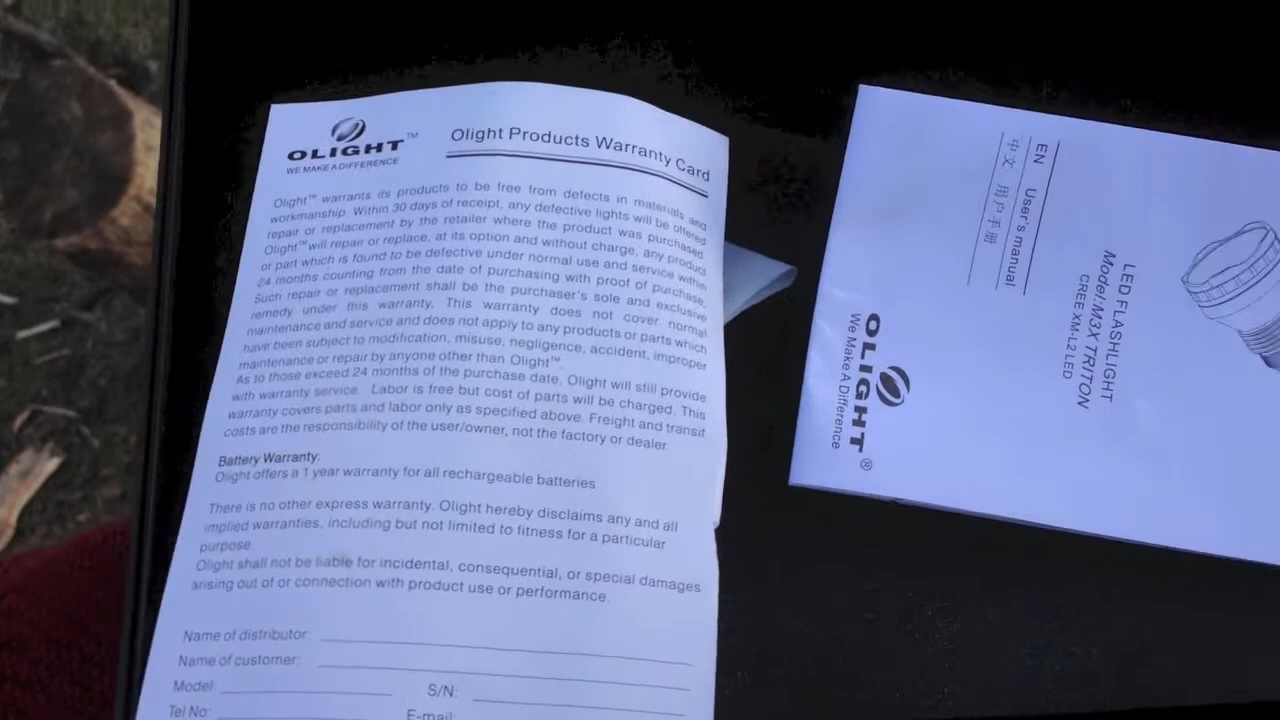 OLIGHT™
WE MAKE A DIFFERENCE
Olight Products Warranty Card
Olight™ warrants its products to be free from defects in materials and
workmanship. Within 30 days of receipt, any defective lights will be offered
repair or replacement by the retailer where the product was purchased.
Olight™will repair or replace, at its option and without charge, any product
or part which is found to be defective under normal use and service within
24 months counting from the date of purchasing with proof of purchase.
Such repair or replacement shall be the purchaser's sole and exclusive
remedy under this warranty. This warranty does not cover normal
maintenance and service and does not apply to any products or parts which
have been subject to modification, misuse, negligence, accident, improper
maintenance or repair by anyone other than Olight™
As to those exceed 24 months of the purchase date, Olight will still provide
with warranty service. Labor is free but cost of parts will be charged. This
warranty covers parts and labor only as specified above. Freight and transit
costs are the responsibility of the user/owner, not the factory or dealer.
Battery Warranty:
Olight offers a 1 year warranty for all rechargeable batteries.
There is no other express warranty. Olight hereby disclaims any and all
implied warranties, including but not limited to fitness for a particular
purpose.
Olight shall not be liable for incidental, consequential, or special damages
arising out of or connection with product use or performance.
Name of distributor:
Name of customer:
Model:
S/N:
Tel No:
E-mail:
EN User's manual
中文 用户手册
LED FLASHLIGHT
Model:M3X TRITON
CREE XM-L2 LED
OLIGHT®
We Make A Difference